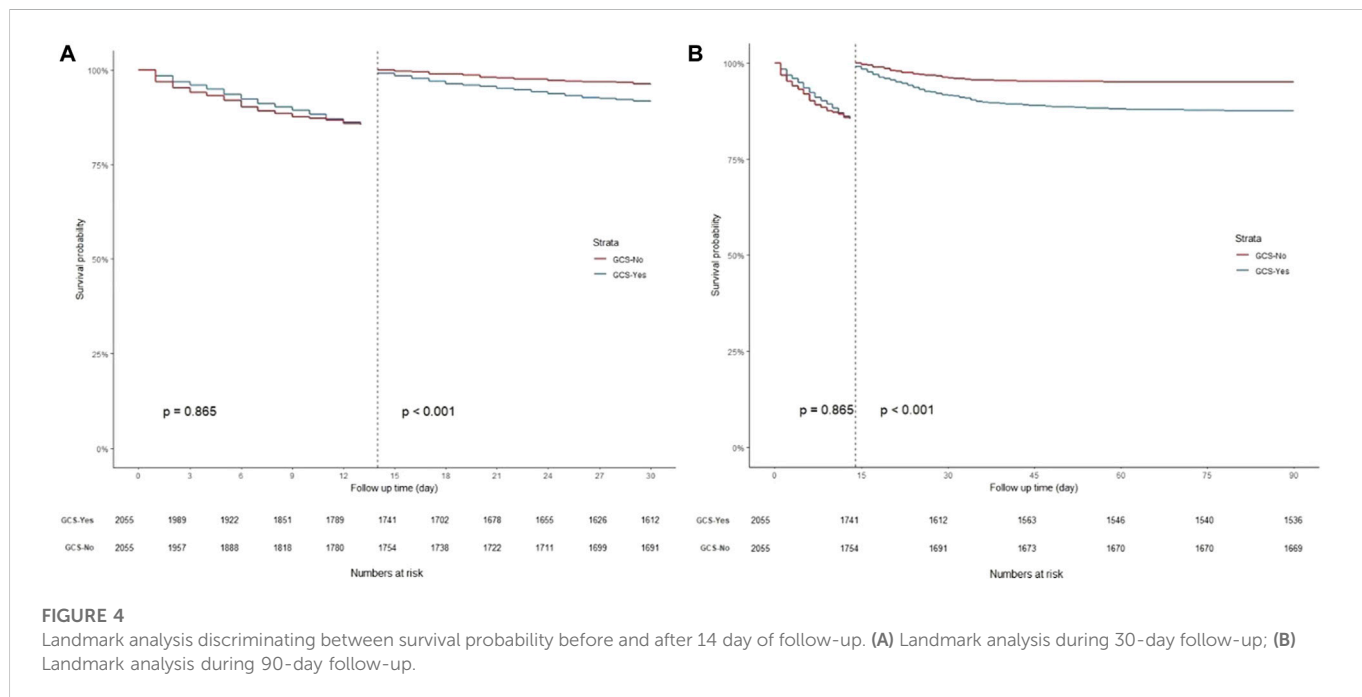 A
100%
75%
50%
25%
0%
Survival probability
p = 0.865
p < 0.001
Strata
GCS-No
GCS-Yes
0 3 6 9 12 15 18 21 24 27 30
Follow up time (day)
GCS-Yes 2055 1989 1922 1851 1789 1741 1702 1678 1655 1626 1612
GCS-No 2055 1957 1888 1818 1780 1754 1738 1722 1711 1699 1691
Numbers at risk
B
100%
75%
50%
25%
0%
Survival probability
p = 0.865
p < 0.001
Strata
GCS-No
GCS-Yes
0 15 30 45 60 75 90
Follow up time (day)
GCS-Yes 2055 1741 1612 1563 1546 1540 1536
GCS-No 2055 1754 1691 1673 1670 1670 1669
Numbers at risk
FIGURE 4
Landmark analysis discriminating between survival probability before and after 14 day of follow-up. (A) Landmark analysis during 30-day follow-up; (B)
Landmark analysis during 90-day follow-up.